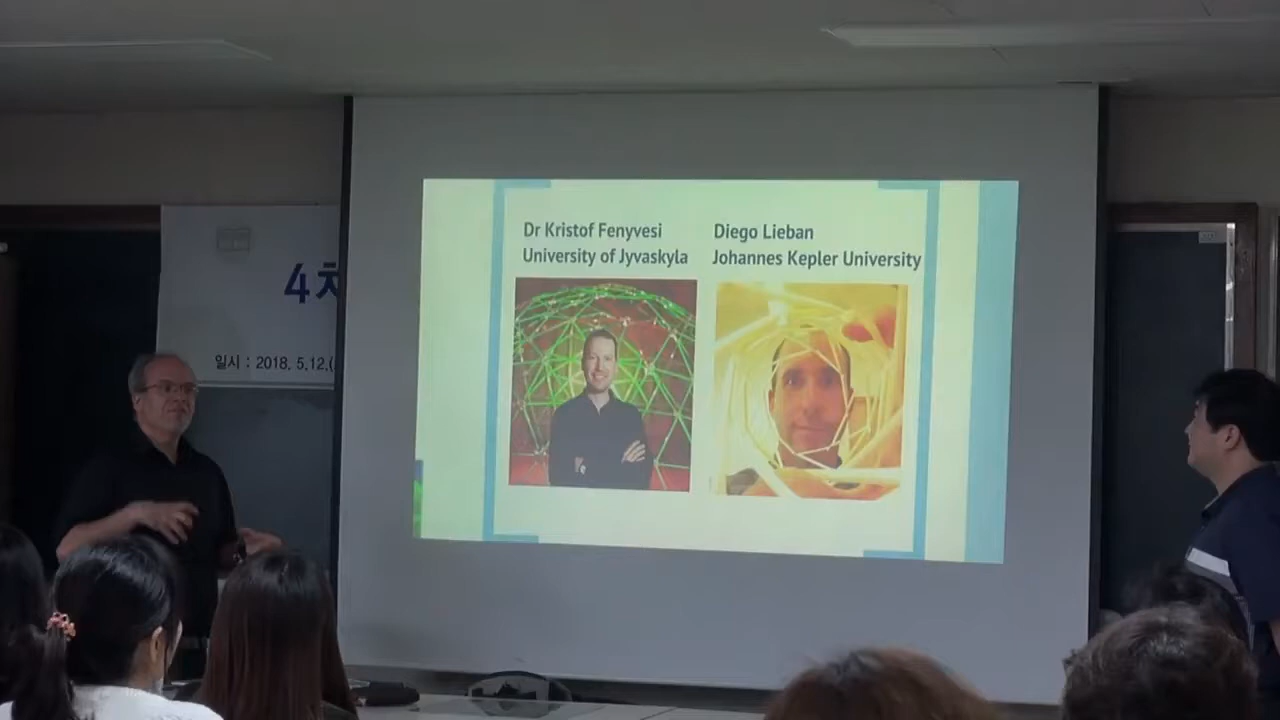 Dr Kristof Fenyvesi
University of Jyvaskyla
Diego Lieban
Johannes Kepler University
4차
일시 : 2018. 5.12.(